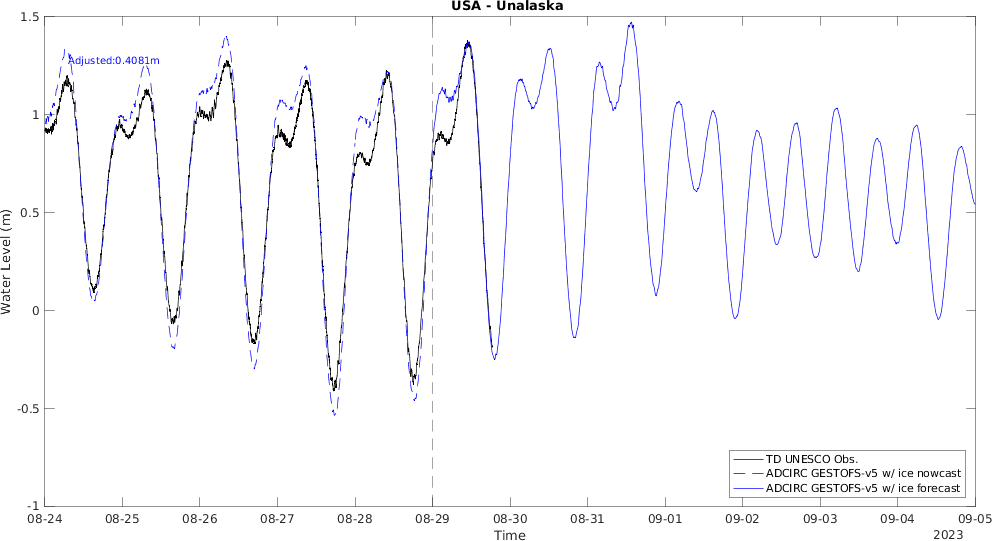 USA - Unalaska
Adjusted:0.4081m
1.5
1
0.5
0
-0.5
-1
Water Level (m)
08-24 08-25 08-26 08-27 08-28 08-29 08-30 08-31 09-01 09-02 09-03 09-04 09-05
Time
2023
TD UNESCO Obs.
ADCIRC GESTOFS-v5 w/ ice nowcast
ADCIRC GESTOFS-v5 w/ ice forecast